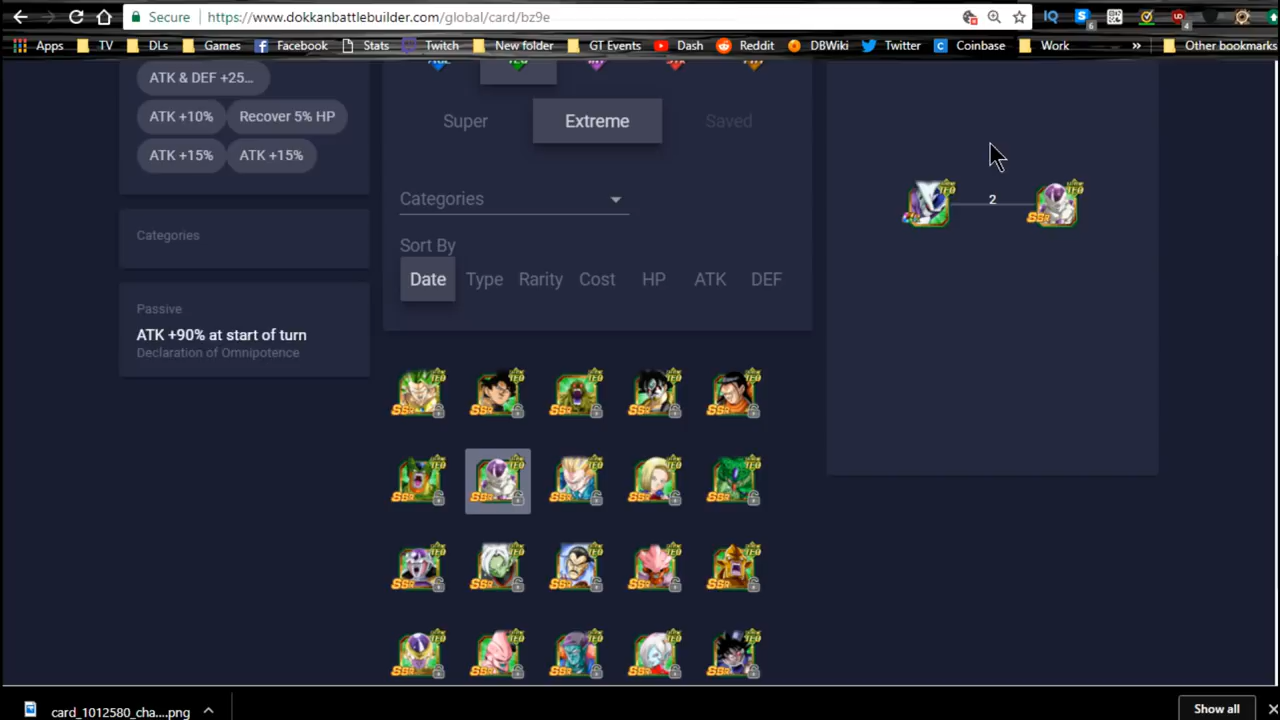 Secure https://www.dokkanbattlebuilder.com/global/card/bz9e
Apps TV DLs Games Facebook Stats Twitch New folder GT Events Dash Reddit DBWiki Twitter Coinbase Work » Other bookmarks
ATK & DEF +25...
ATK +10% Recover 5% HP
ATK +15% ATK +15%
Categories
Passive
ATK +90% at start of turn
Declaration of Omnipotence
Super Extreme Saved
Categories
Sort By
Date Type Rarity Cost HP ATK DEF
2
card_1012580_cha....png
Show all